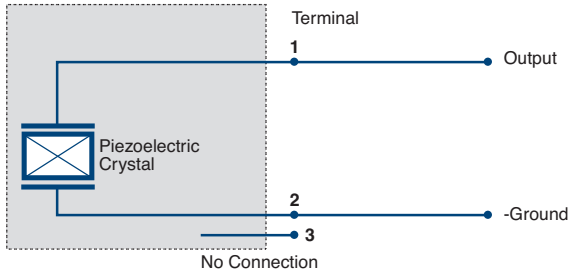 Terminal
1
Output
Piezoelectric
Crystal
2
-Ground
3
No Connection